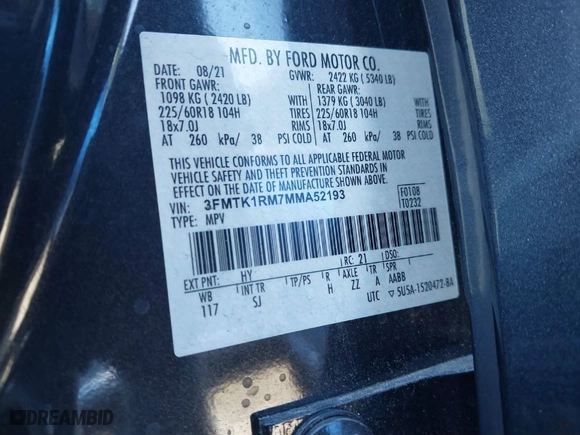 MFD. BY FORD MOTOR CO.
DATE: 08/21 GVWR: 2422 KG (5340 LB)
FRONT GAWR: REAR GAWR:
1098 KG (2420 LB) WITH 1379 KG (3040 LB) WITH
225/60R18 104H TIRES 225/60R18 104H TIRES
18x7.0J RIMS 18x7.0J RIMS
AT 260 kPa/ 38 PSI COLD AT 260 kPa/ 38 PSI COLD
THIS VEHICLE CONFORMS TO ALL APPLICABLE FEDERAL MOTOR
VEHICLE SAFETY AND THEFT PREVENTION STANDARDS IN
EFFECT ON THE DATE OF MANUFACTURE SHOWN ABOVE.
VIN: 3FMTK1RM7MMA52193 F0108
TYPE: MPV T0232
EXT PNT: HY RC: 21 DSO:
WB INT TR TP/PS R AXLE TR SPR
117 SJ H ZZ A AABB
UTC ▽ SU5A-1520472-BA
DREAMBID